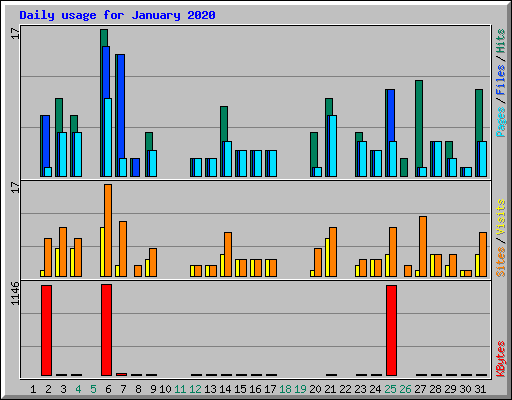 Daily usage for January 2020
17
Pages / Files / Hits
17
Sites / Visits
1146
KBytes
1 2 3 4 5 6 7 8 9 10 11 12 13 14 15 16 17 18 19 20 21 22 23 24 25 26 27 28 29 30 31